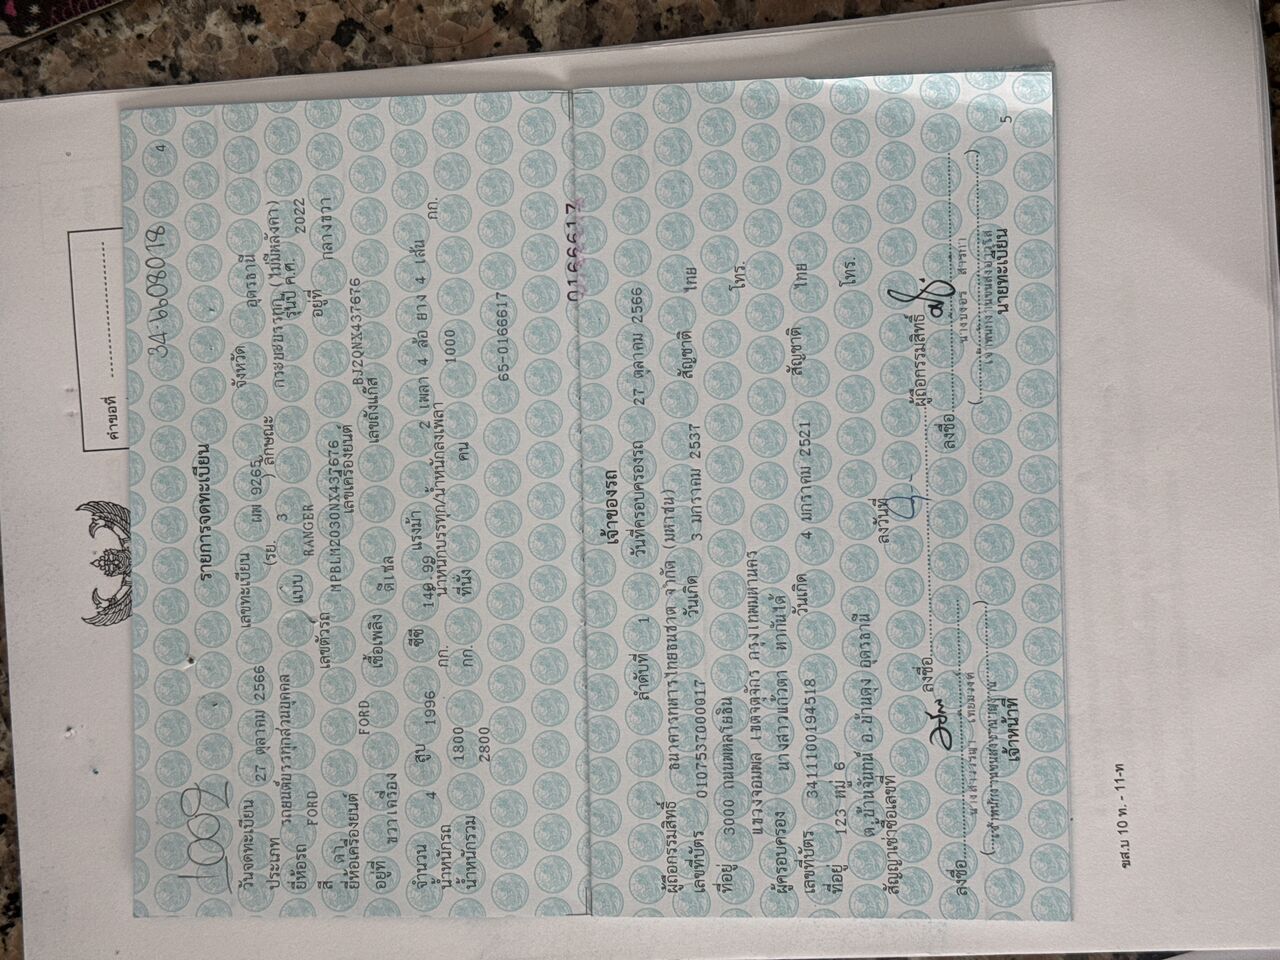 คำขอที่
34-6608018
4
1002
รายการจดทะเบียน
วันจดทะเบียน 27 ตุลาคม 2566 เลขทะเบียน ผพ 9265 จังหวัด อุดรธานี
ประเภท รถยนต์บรรทุกส่วนบุคคล (รย. 3 ) ลักษณะ กระบะบรรทุก (ไม่มีหลังคา)
ยี่ห้อรถ FORD แบบ RANGER รุ่นปี ค.ศ. 2022
สี ดำ เลขตัวรถ MPBLM2030NX437676 อยู่ที่ กลางขวา
ยี่ห้อเครื่องยนต์ FORD เลขเครื่องยนต์ BJ2QNX437676
อยู่ที่ ขวาเครื่อง เชื้อเพลิง ดีเซล เลขถังแก๊ส
จำนวน 4 สูบ 1996 ซีซี 149.99 แรงม้า 2 เพลา 4 ล้อ ยาง 4 เส้น
น้ำหนักรถ 1800 กก. น้ำหนักบรรทุก/น้ำหนักลงเพลา 1000 กก.
น้ำหนักรวม 2800 กก. ที่นั่ง คน
65-0166617
0166617
เจ้าของรถ
ลำดับที่ 1 วันที่ครอบครองรถ 27 ตุลาคม 2566
ผู้ถือกรรมสิทธิ์ ธนาคารทหารไทยธนชาต จำกัด (มหาชน)
เลขที่บัตร 0107537000017 วันเกิด 3 มกราคม 2537 สัญชาติ ไทย
ที่อยู่ 3000 ถนนพหลโยธิน โทร.
แขวงจอมพล เขตจตุจักร กรุงเทพมหานคร
ผู้ครอบครอง นางสาวแก้วตา หากันได้
เลขที่บัตร 3411100194518 วันเกิด 4 มกราคม 2521 สัญชาติ ไทย
ที่อยู่ 123 หมู่ 6 โทร.
ต.บ้านจันทน์ อ.บ้านดุง อุดรธานี
สัญญาเช่าซื้อเลขที่ ลงวันที่
ลงชื่อ ผู้ถือกรรมสิทธิ์
ลงชื่อ ลงชื่อ
เจ้าหน้าที่ นายทะเบียน
5
ขส.บ 10 ท. - 11-ท